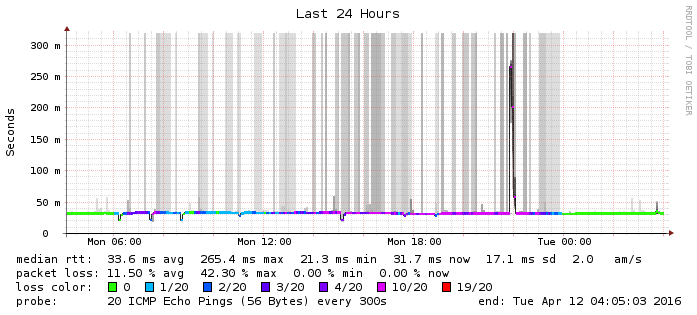 Last 24 Hours
RRDTOOL / TOBI OETIKER
Seconds
300 m
250 m
200 m
150 m
100 m
50 m
0
Mon 06:00 Mon 12:00 Mon 18:00 Tue 00:00
median rtt: 33.6 ms avg 265.4 ms max 21.3 ms min 31.7 ms now 17.1 ms sd 2.0 am/s
packet loss: 11.50 % avg 42.30 % max 0.00 % min 0.00 % now
loss color: 0 1/20 2/20 3/20 4/20 10/20 19/20
probe: 20 ICMP Echo Pings (56 Bytes) every 300s end: Tue Apr 12 04:05:03 2016